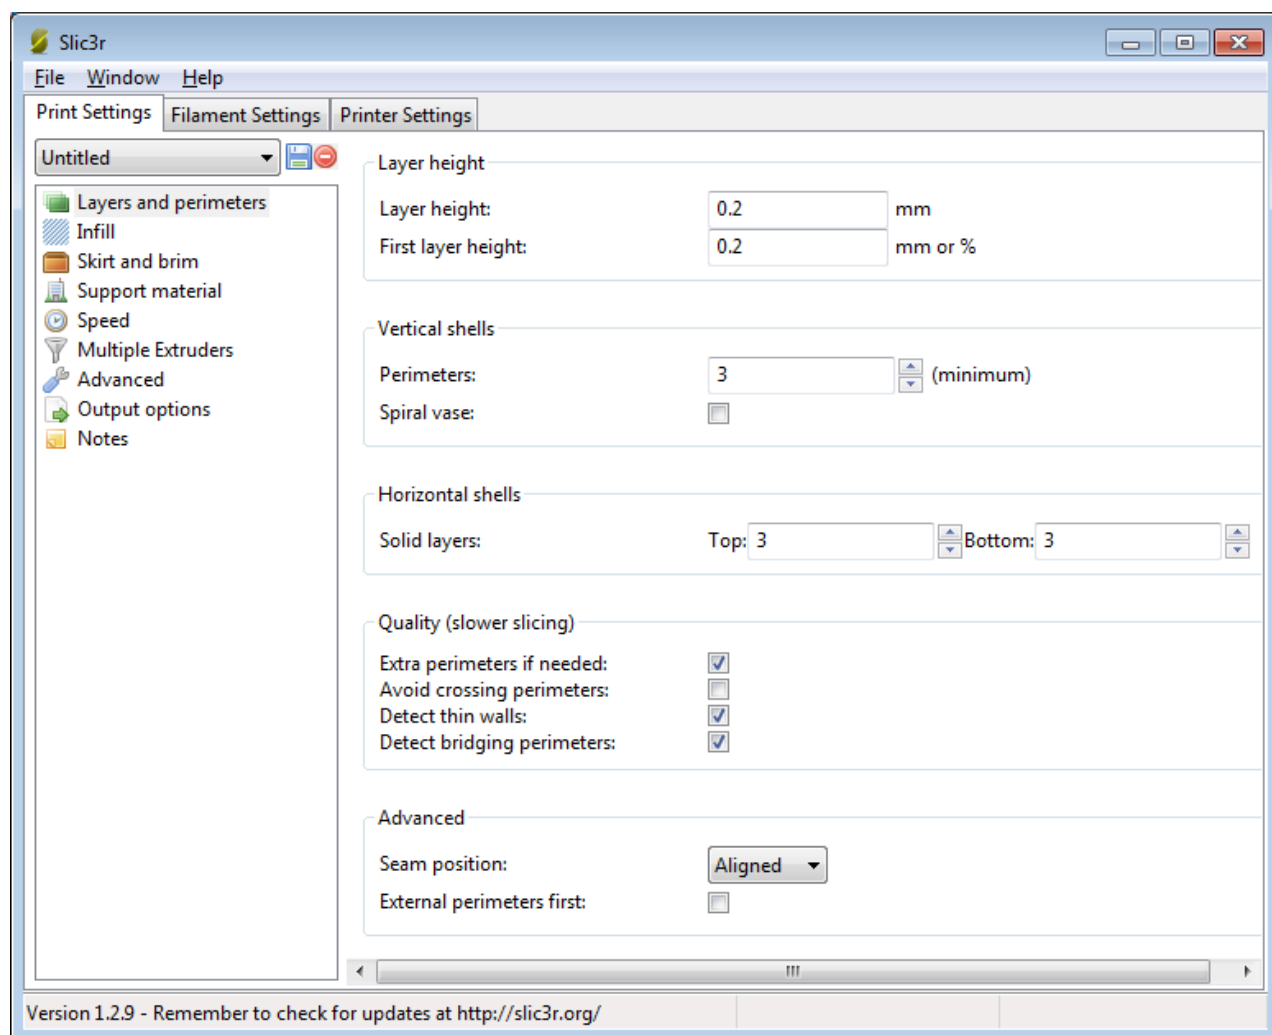 Slic3r
File Window Help
Print Settings Filament Settings Printer Settings
Untitled
Layers and perimeters
Infill
Skirt and brim
Support material
Speed
Multiple Extruders
Advanced
Output options
Notes
Layer height
Layer height: 0.2 mm
First layer height: 0.2 mm or %
Vertical shells
Perimeters: 3 (minimum)
Spiral vase:
Horizontal shells
Solid layers: Top: 3 Bottom: 3
Quality (slower slicing)
Extra perimeters if needed:
Avoid crossing perimeters:
Detect thin walls:
Detect bridging perimeters:
Advanced
Seam position: Aligned
External perimeters first:
Version 1.2.9 - Remember to check for updates at http://slic3r.org/